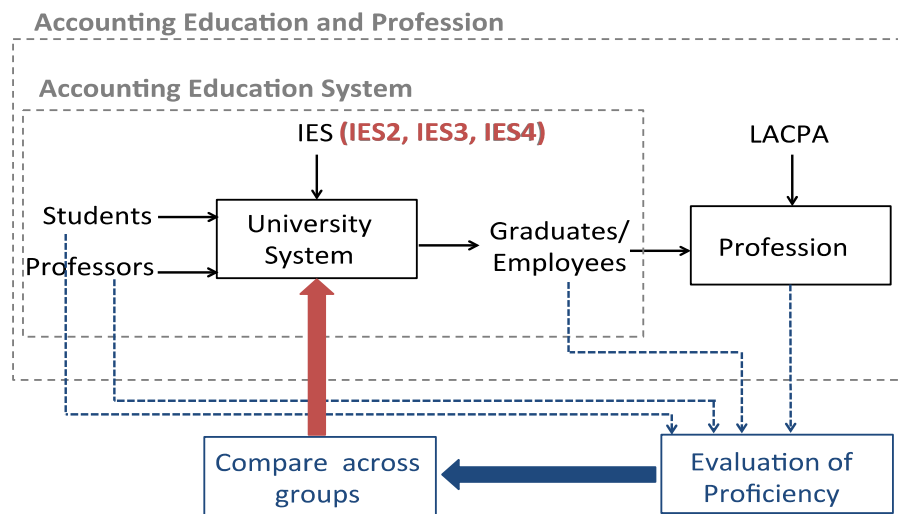 Accounting Education and Profession
Accounting Education System
IES (IES2, IES3, IES4)
LACPA
Students
Professors
University
System
Graduates/
Employees
Profession
Compare across
groups
Evaluation of
Proficiency